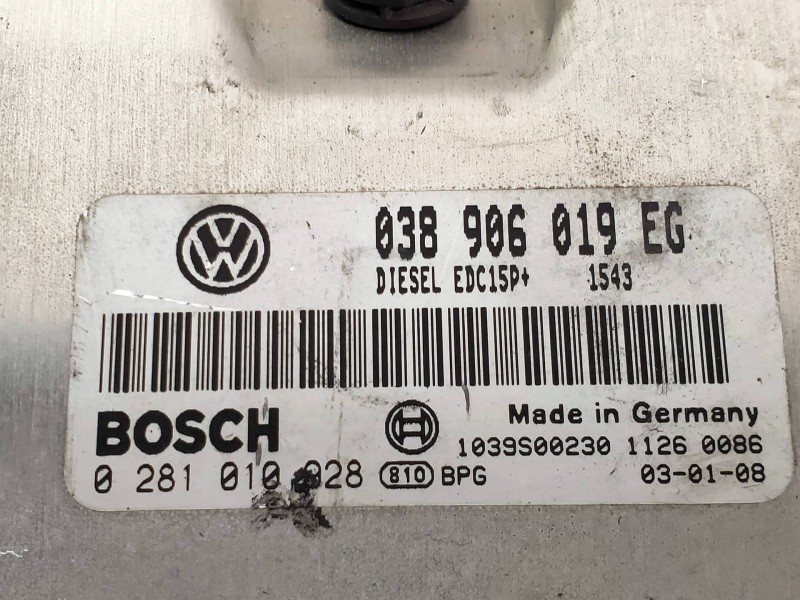 038 906 019 EG
DIESEL EDC15P+ 1543
BOSCH
Made in Germany
1039S00230 1126 0086
0 281 010 928 810 BPG
03-01-08